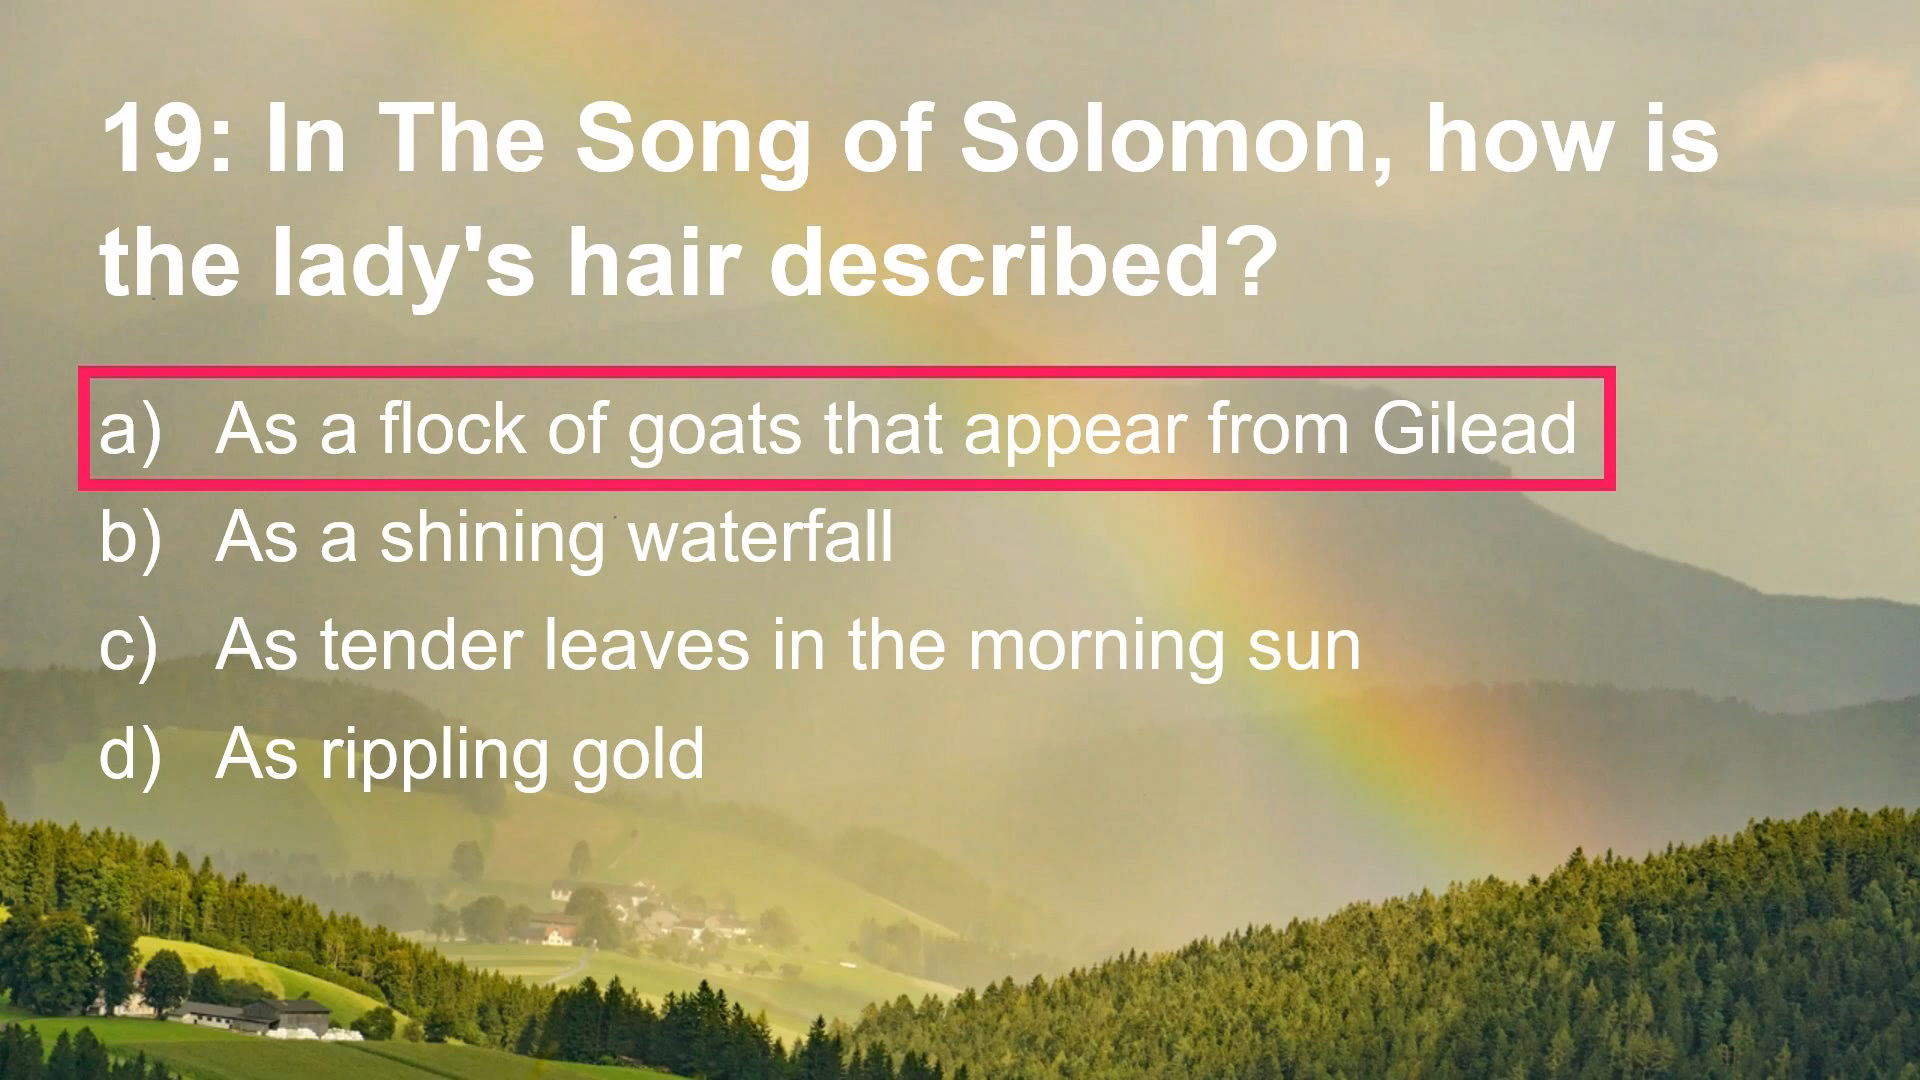 19: In The Song of Solomon, how is
the lady's hair described?
a) As a flock of goats that appear from Gilead
b) As a shining waterfall
c) As tender leaves in the morning sun
d) As rippling gold